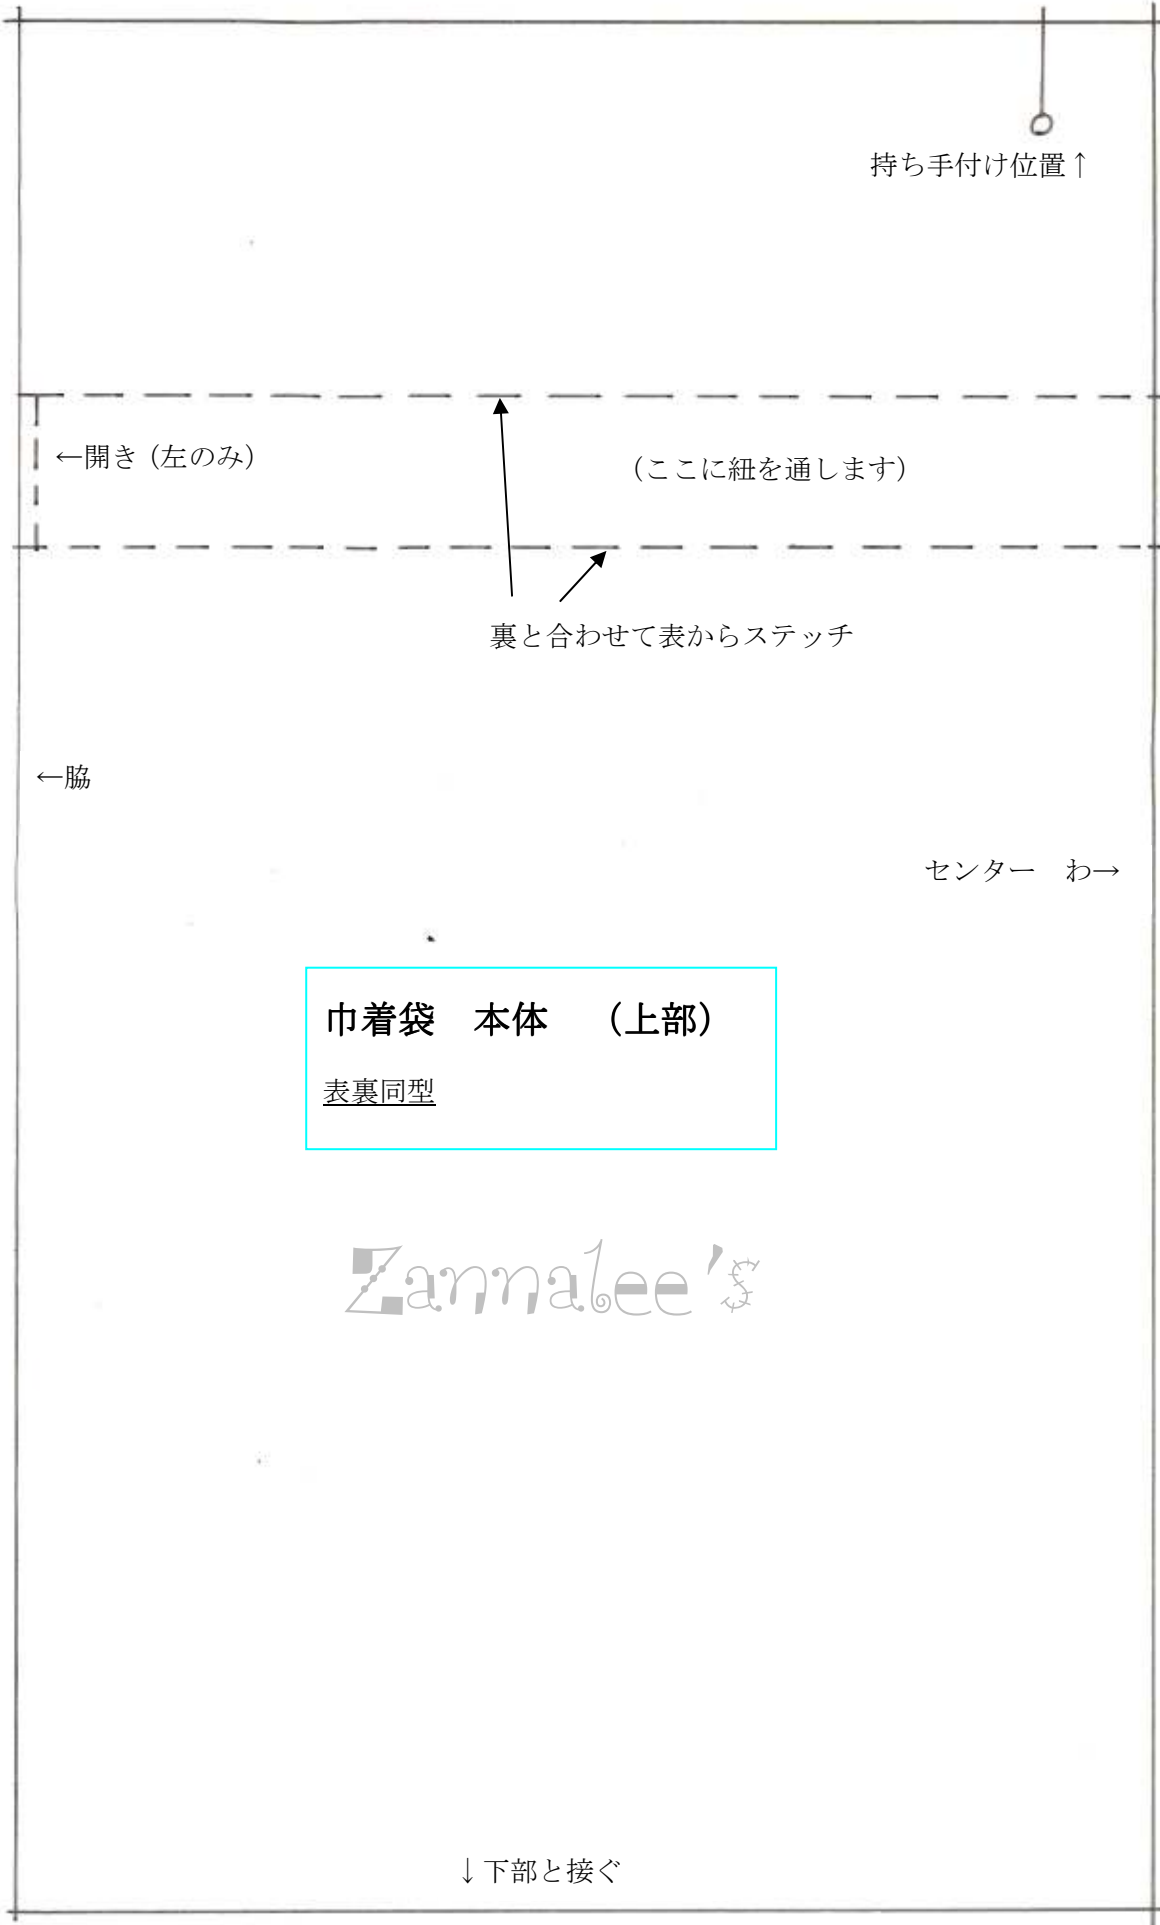 持ち手付け位置↑
←開き（左のみ）
（ここに紐を通します）
裏と合わせて表からステッチ
←脇
センター　わ→
巾着袋　本体　（上部）
表裏同型
Zannalee's
↓下部と接ぐ